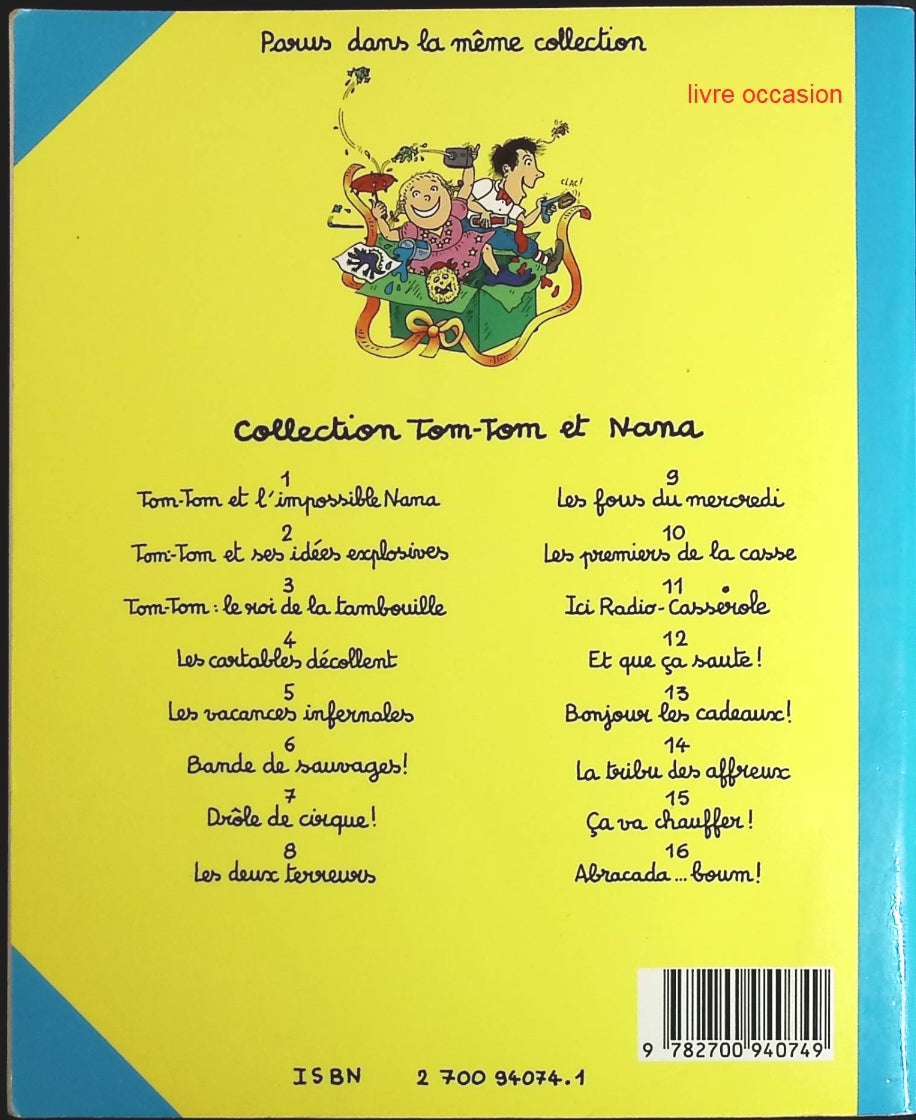 Parus dans la même collection
livre occasion
CLAC!
Collection Tom-Tom et Nana
1
Tom-Tom et l'impossible Nana
2
Tom-Tom et ses idées explosives
3
Tom-Tom : le roi de la tambouille
4
Les cartables décollent
5
Les vacances infernales
6
Bande de sauvages!
7
Drôle de cirque!
8
Les deux terreurs
9
Les fous du mercredi
10
Les premiers de la casse
11
Ici Radio-Casserole
12
Et que ça saute!
13
Bonjour les cadeaux!
14
La tribu des affreux
15
Ça va chauffer!
16
Abracada...boum!
9 782700 940749
ISBN 2 700 94074.1